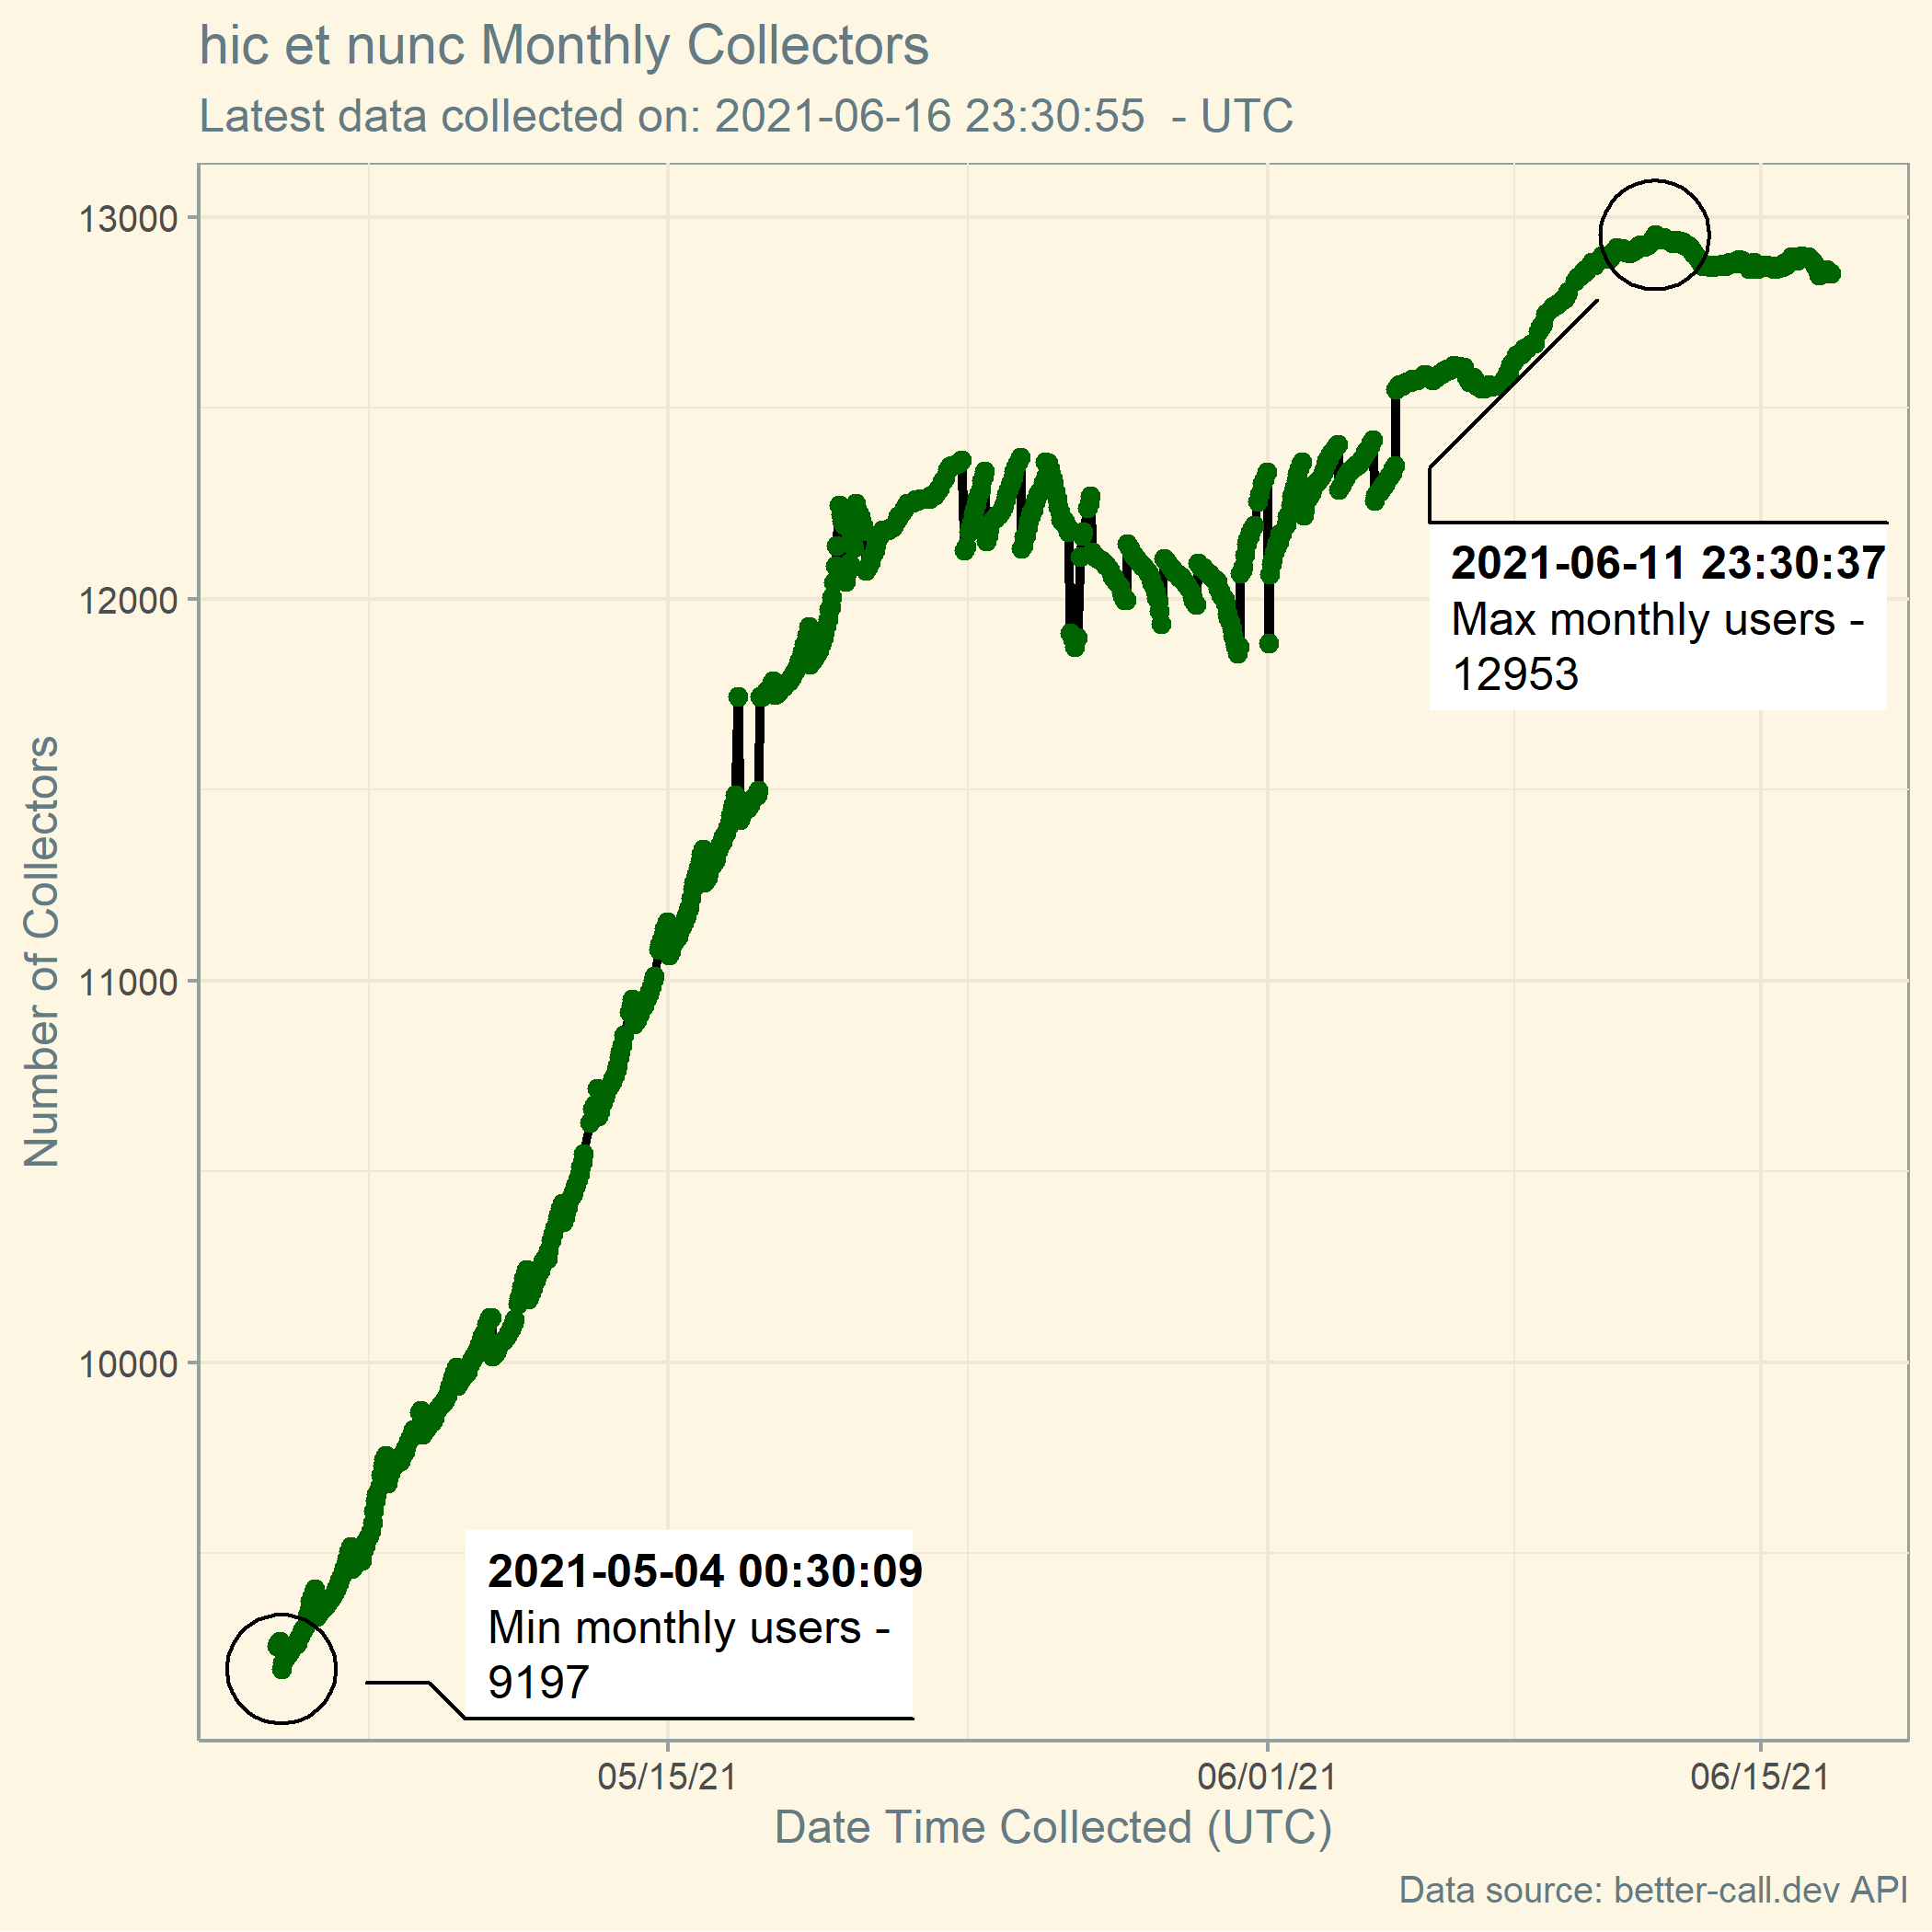 hic et nunc Monthly Collectors
Latest data collected on: 2021-06-16 23:30:55  - UTC
Number of Collectors
13000
12000
11000
10000
2021-06-11 23:30:37
Max monthly users -
12953
2021-05-04 00:30:09
Min monthly users -
9197
05/15/21
06/01/21
06/15/21
Date Time Collected (UTC)
Data source: better-call.dev API